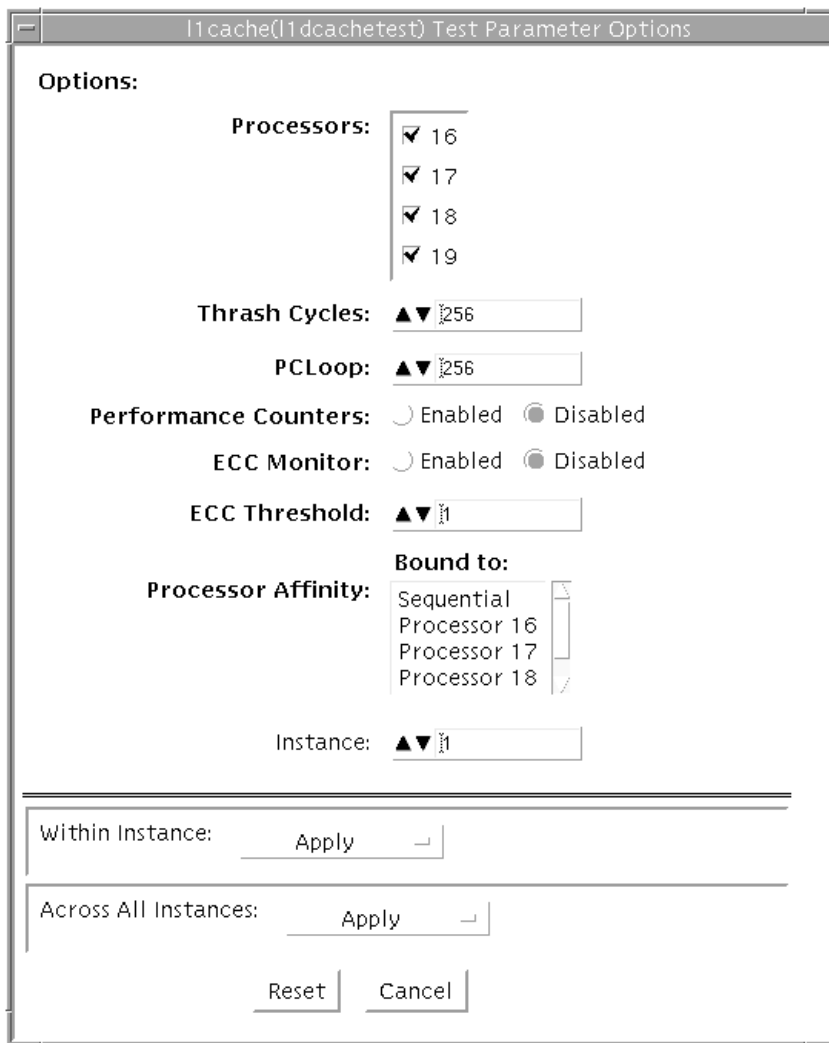 l1cache(l1dcachetest) Test Parameter Options
Options:
Processors:
16
17
18
19
Thrash Cycles: 256
PCLoop: 256
Performance Counters: Enabled Disabled
ECC Monitor: Enabled Disabled
ECC Threshold: 1
Bound to:
Processor Affinity:
Sequential
Processor 16
Processor 17
Processor 18
Instance: 1
Within Instance: Apply
Across All Instances: Apply
Reset Cancel